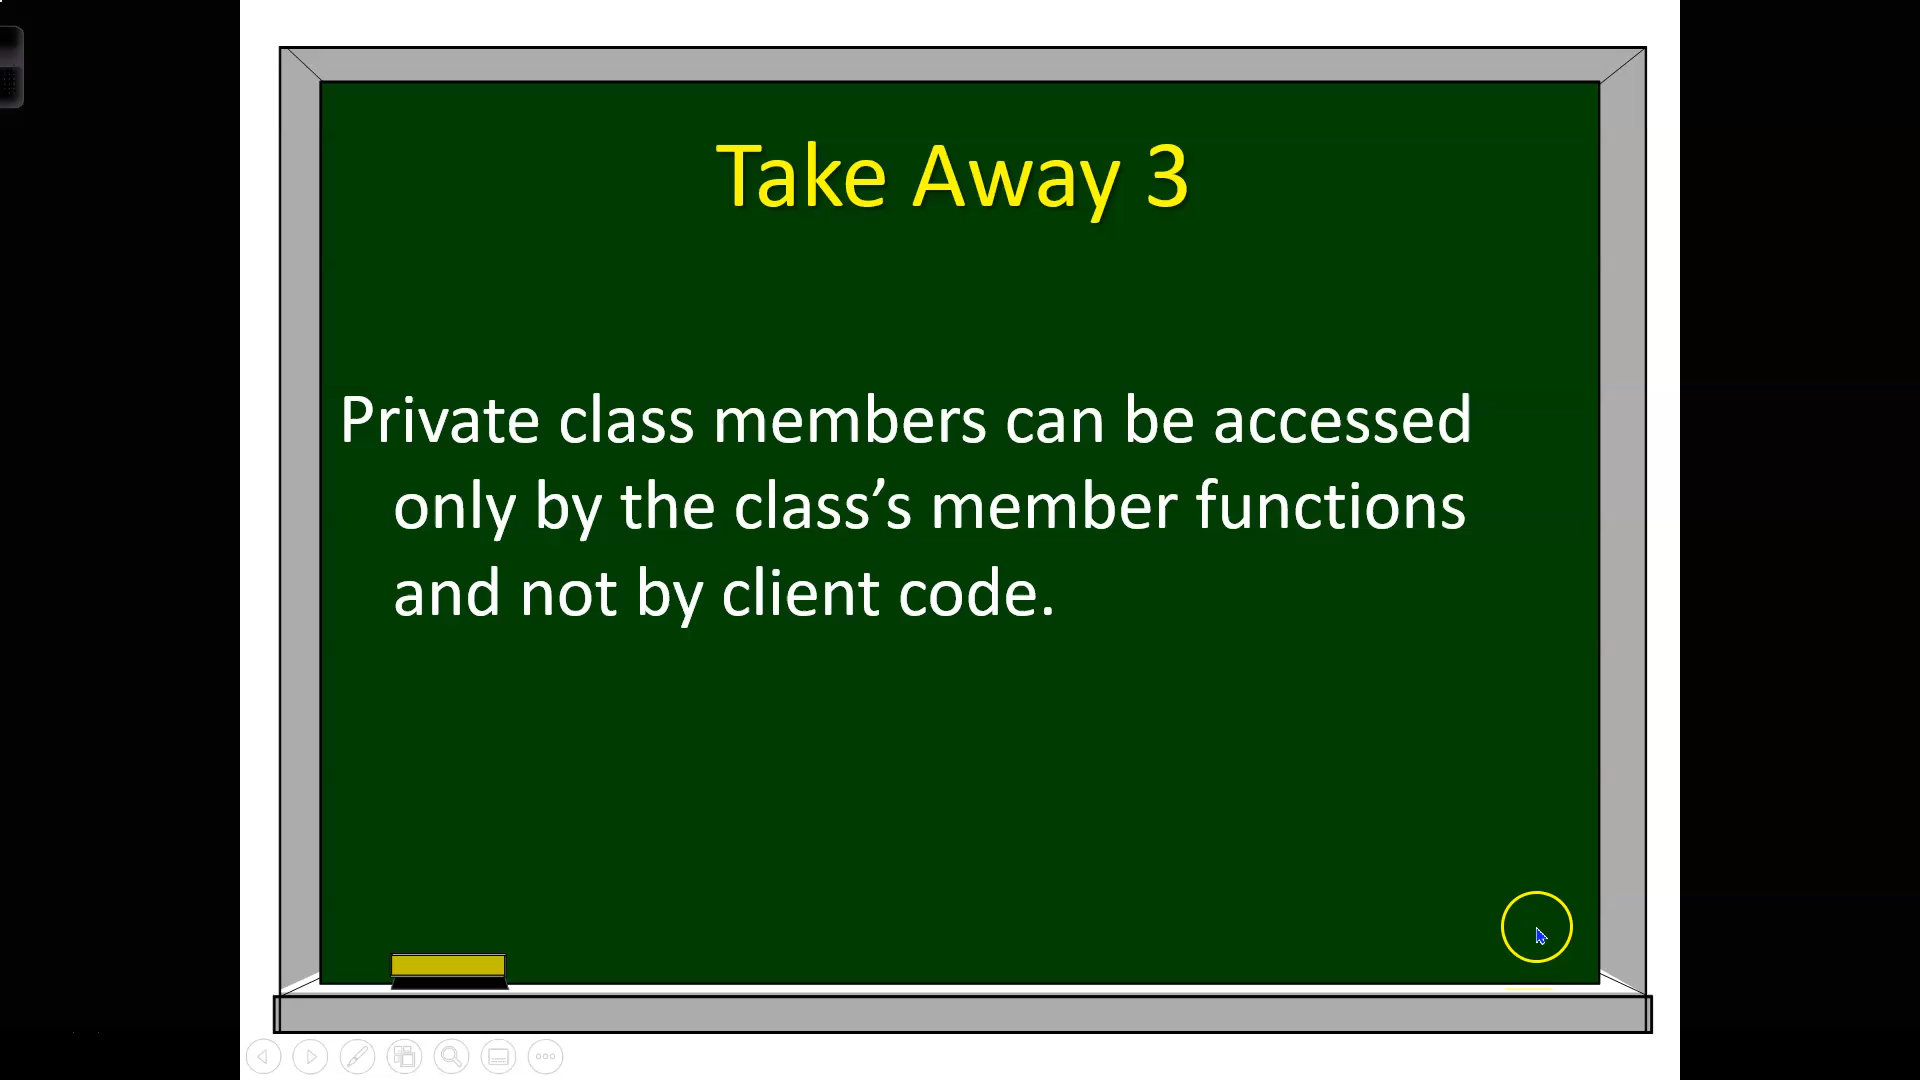 Take Away 3
Private class members can be accessed
only by the class’s member functions
and not by client code.